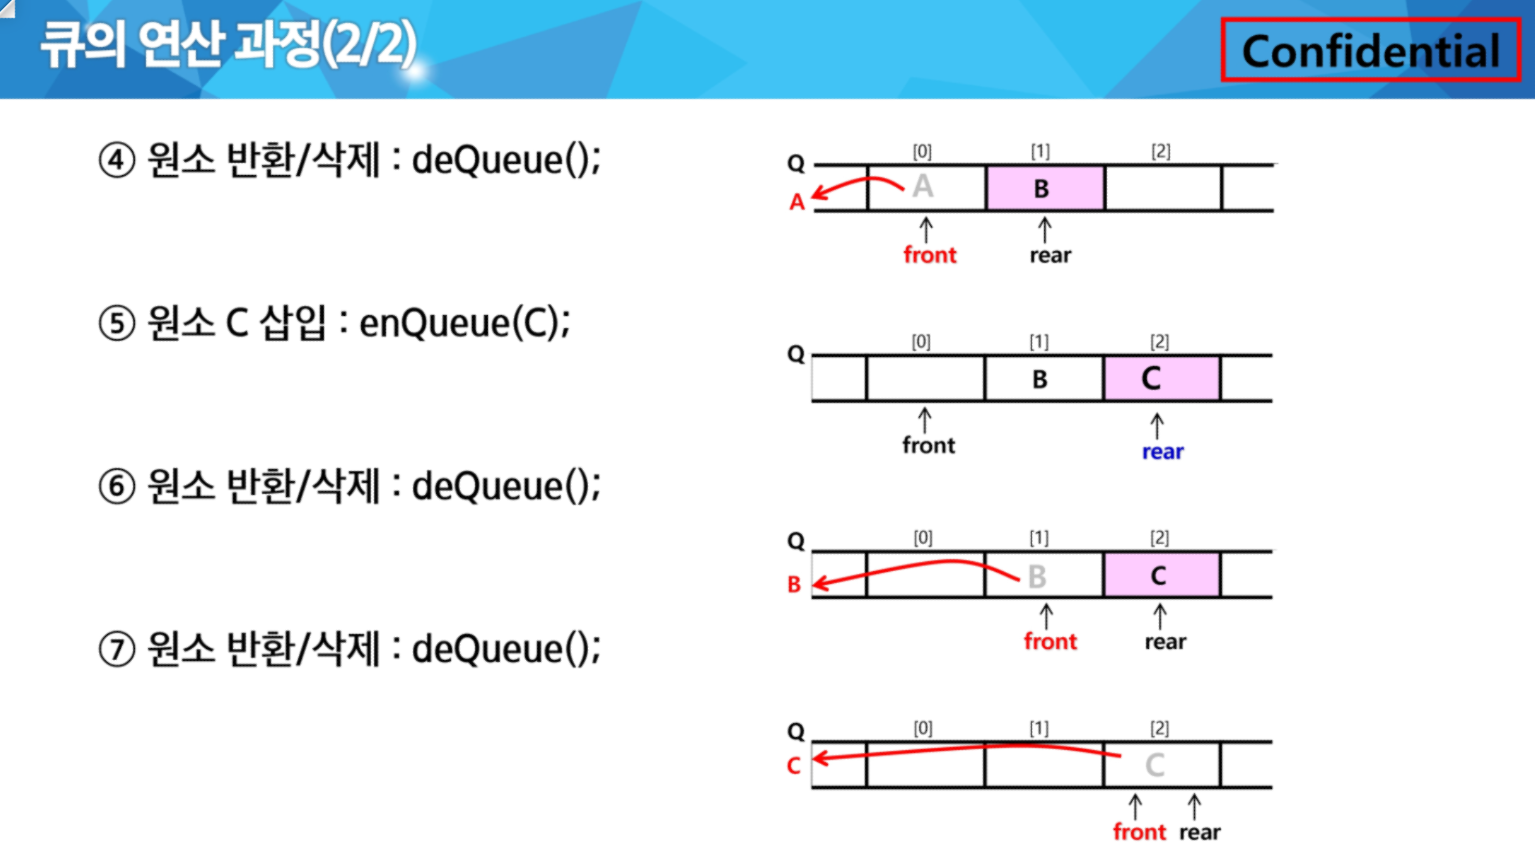 큐의 연산 과정(2/2)
Confidential
④ 원소 반환/삭제 : deQueue();
[0] [1] [2]
Q
A B
A
front rear
⑤ 원소 C 삽입 : enQueue(C);
[0] [1] [2]
Q
B C
front rear
⑥ 원소 반환/삭제 : deQueue();
[0] [1] [2]
Q
B B C
front rear
⑦ 원소 반환/삭제 : deQueue();
[0] [1] [2]
Q
C C
front rear